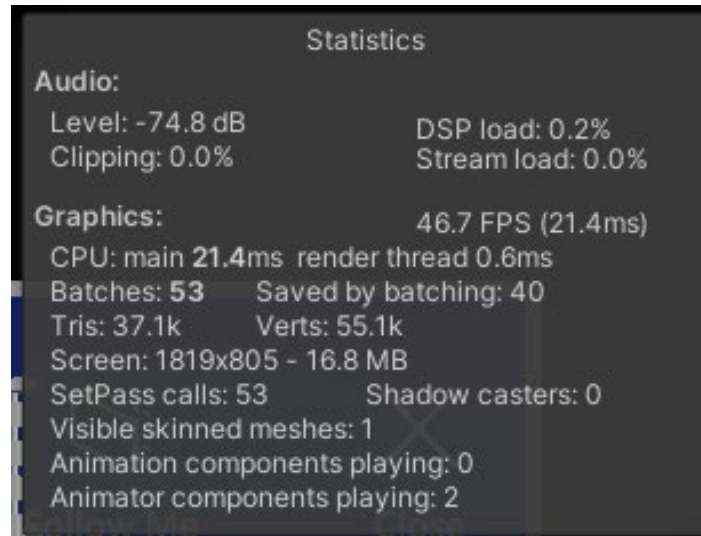 Statistics
Audio:
Level: -74.8 dB DSP load: 0.2%
Clipping: 0.0% Stream load: 0.0%
Graphics: 46.7 FPS (21.4ms)
CPU: main 21.4ms render thread 0.6ms
Batches: 53 Saved by batching: 40
Tris: 37.1k Verts: 55.1k
Screen: 1819x805 - 16.8 MB
SetPass calls: 53 Shadow casters: 0
Visible skinned meshes: 1
Animation components playing: 0
Animator components playing: 2
Follow Me Close